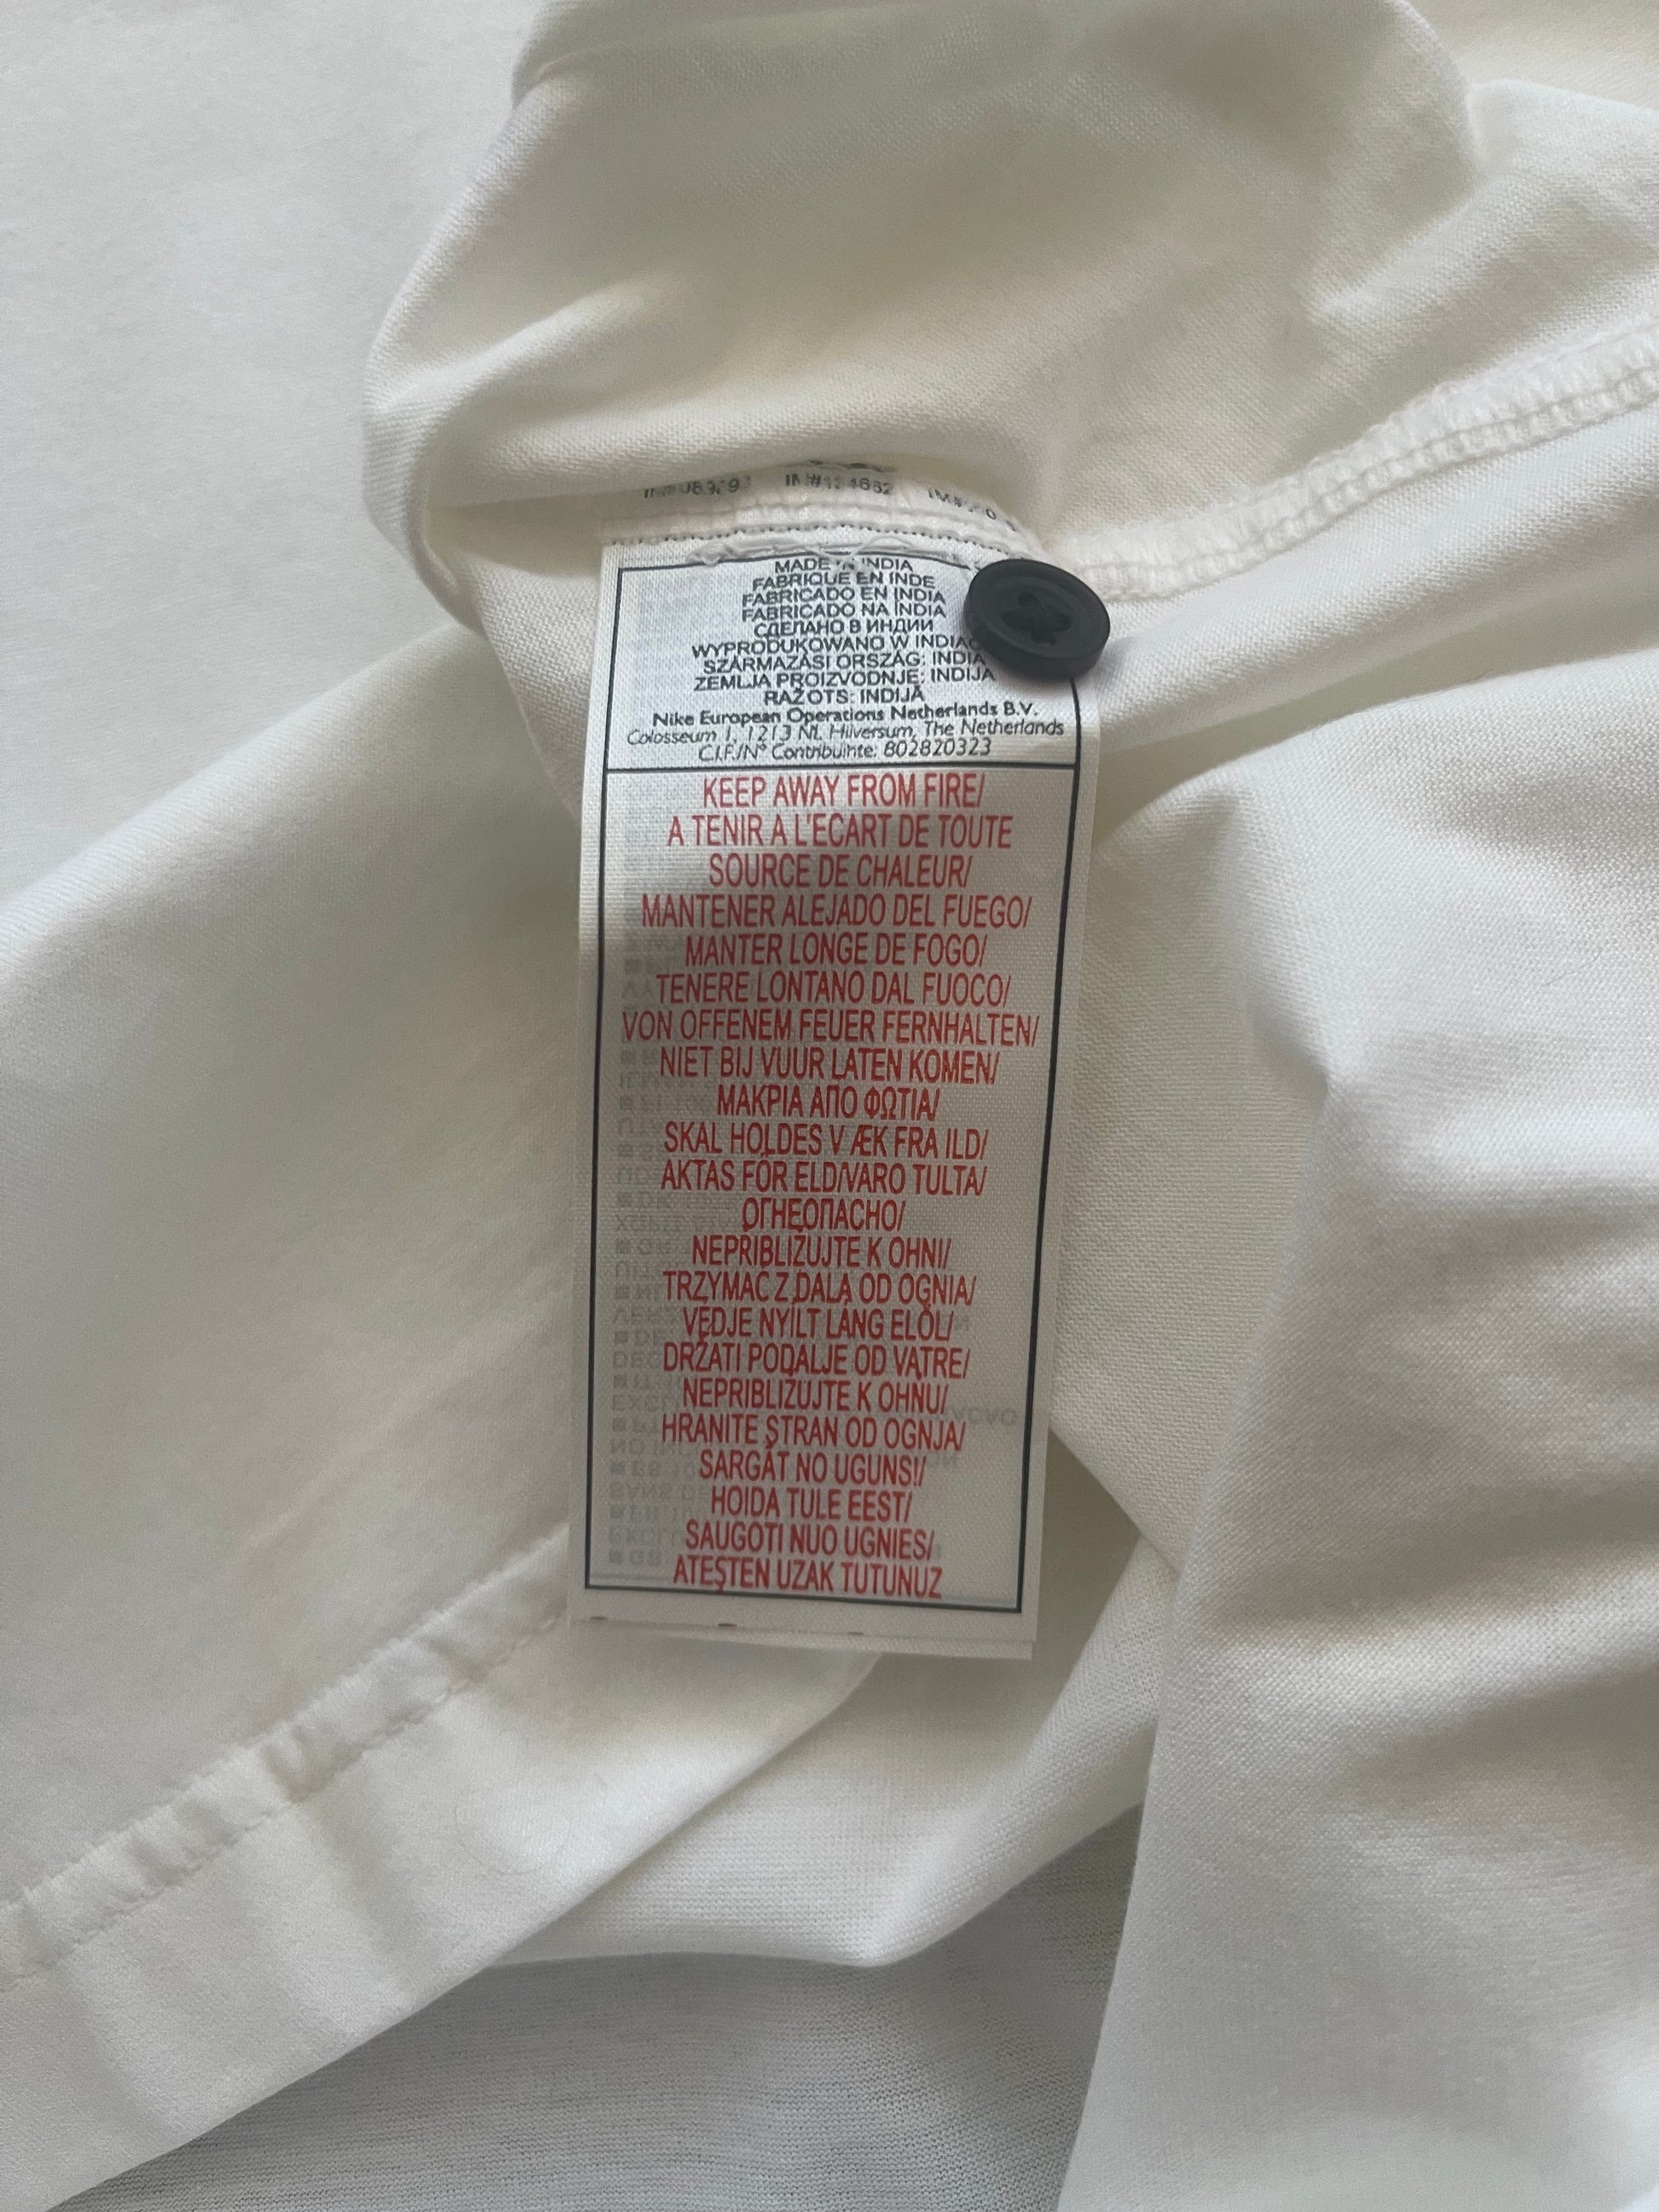 MADE IN INDIA
FABRIQUE EN INDE
FABRICADO EN INDIA
FABRICADO NA ÍNDIA
СДЕЛАНО В ИНДИИ
WYPRODUKOWANO W INDIAC
SZÁRMAZÁSI ORSZÁG: INDIA
ZEMLJA PROIZVODNJE: INDIJA
RAŽOTS: INDIJĀ
Nike European Operations Netherlands B.V.
Colosseum 1, 1213 NL Hilversum, The Netherlands
C.I.F./N° Contribuinte: 802820323
KEEP AWAY FROM FIRE/
A TENIR A L'ECART DE TOUTE
SOURCE DE CHALEUR/
MANTENER ALEJADO DEL FUEGO/
MANTER LONGE DE FOGO/
TENERE LONTANO DAL FUOCO/
VON OFFENEM FEUER FERNHALTEN/
NIET BIJ VUUR LATEN KOMEN/
ΜΑΚΡΙΑ ΑΠΟ ΦΩΤΙΑ/
SKAL HOLDES V ÆK FRA ILD/
AKTAS FÖR ELD/VARO TULTA/
ОГНЕОПАСНО/
NEPRIBLIŽUJTE K OHNI/
TRZYMAĆ Z DALA OD OGNIA/
VÉDJE NYÍLT LÁNG ELŐL/
DRŽATI PODALJE OD VATRE/
NEPRIBLIŽUJTE K OHŇU/
HRANITE STRAN OD OGNJA/
SARGĀT NO UGUNS!/
HOIDA TULE EEST/
SAUGOTI NUO UGNIES/
ATEŞTEN UZAK TUTUNUZ